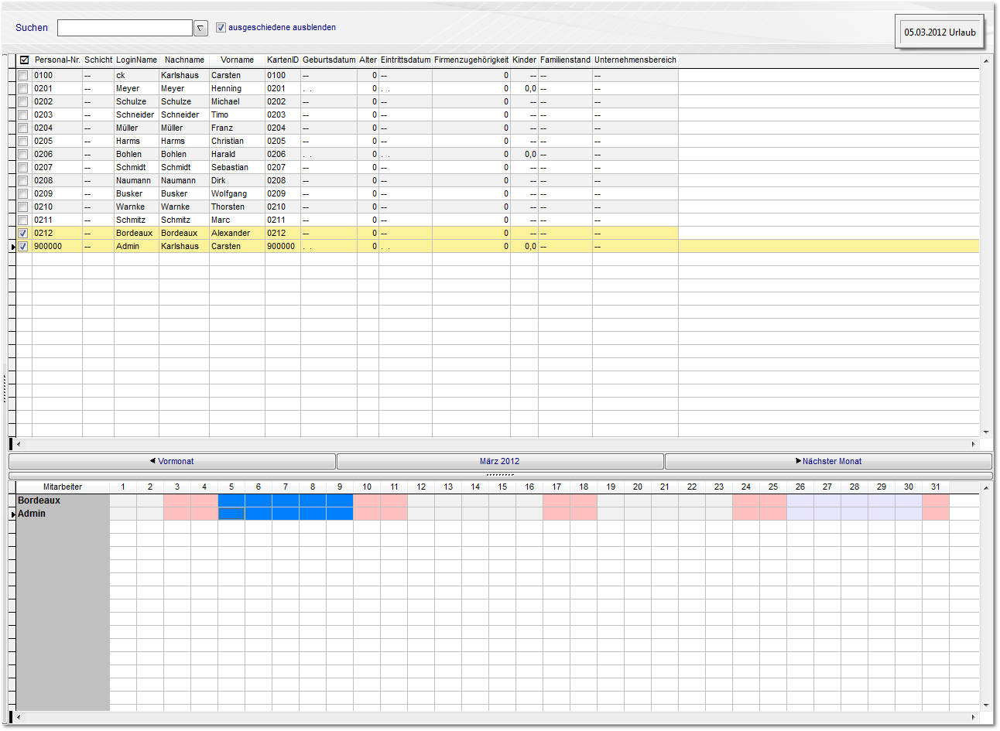 Suchen ausgeschiedene ausblenden 05.03.2012 Urlaub
Personal-Nr. Schicht LoginName Nachname Vorname KartenID Geburtsdatum Alter Eintrittsdatum Firmenzugehörigkeit Kinder Familienstand Unternehmensbereich
0100 -- ck Karlshaus Carsten 0100 -- 0 -- 0 -- -- --
0201 -- Meyer Meyer Henning 0201 . . 0 . . 0 0,0 -- --
0202 -- Schulze Schulze Michael 0202 -- 0 -- 0 -- -- --
0203 -- Schneider Schneider Timo 0203 -- 0 -- 0 -- -- --
0204 -- Müller Müller Franz 0204 -- 0 -- 0 -- -- --
0205 -- Harms Harms Christian 0205 -- 0 -- 0 -- -- --
0206 -- Bohlen Bohlen Harald 0206 . . 0 . . 0 0,0 -- --
0207 -- Schmidt Schmidt Sebastian 0207 -- 0 -- 0 -- -- --
0208 -- Naumann Naumann Dirk 0208 -- 0 -- 0 -- -- --
0209 -- Busker Busker Wolfgang 0209 -- 0 -- 0 -- -- --
0210 -- Warnke Warnke Thorsten 0210 -- 0 -- 0 -- -- --
0211 -- Schmitz Schmitz Marc 0211 -- 0 -- 0 -- -- --
0212 -- Bordeaux Bordeaux Alexander 0212 -- 0 -- 0 -- -- --
900000 -- Admin Karlshaus Carsten 900000 . . 0 . . 0 0,0 -- --
Vormonat März 2012 Nächster Monat
Mitarbeiter 1 2 3 4 5 6 7 8 9 10 11 12 13 14 15 16 17 18 19 20 21 22 23 24 25 26 27 28 29 30 31
Bordeaux
Admin